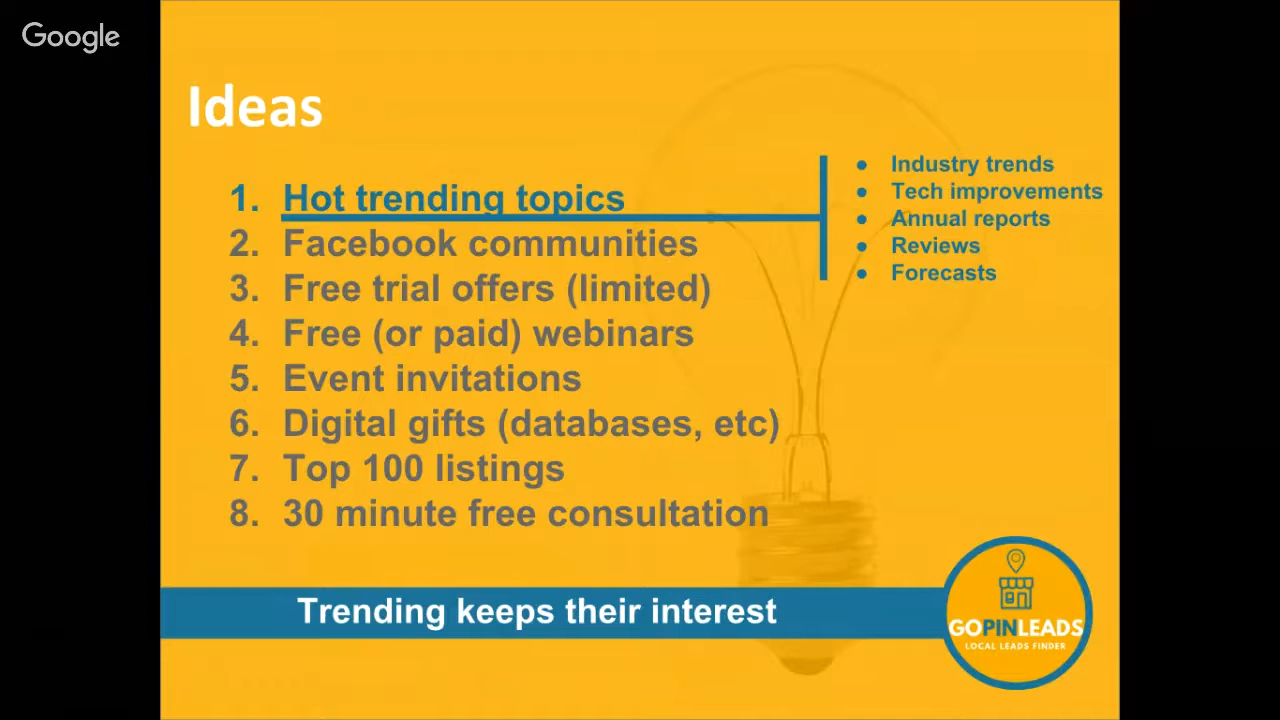 Google
Ideas
1. Hot trending topics
2. Facebook communities
3. Free trial offers (limited)
4. Free (or paid) webinars
5. Event invitations
6. Digital gifts (databases, etc)
7. Top 100 listings
8. 30 minute free consultation
● Industry trends
● Tech improvements
● Annual reports
● Reviews
● Forecasts
Trending keeps their interest
GOPINLEADS
LOCAL LEADS FINDER